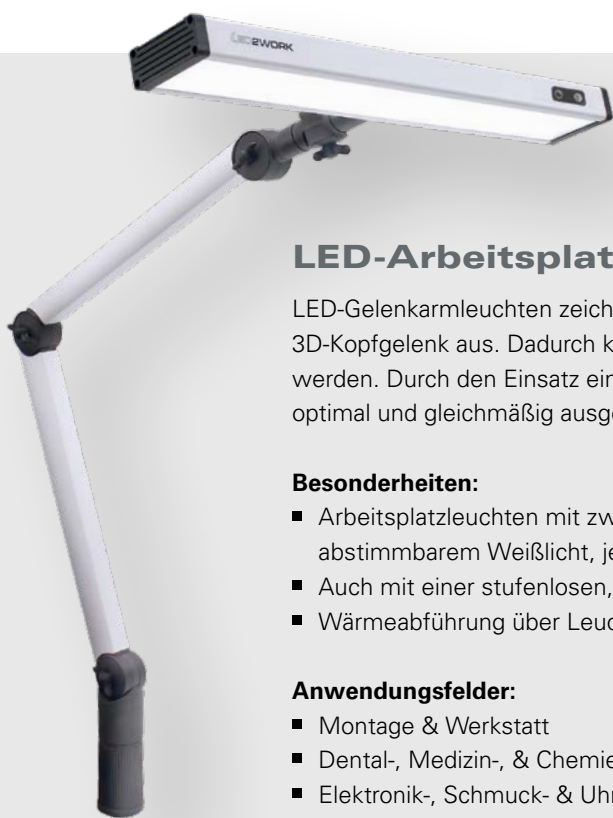 LED2WORK
LED-Arbeitsplat
LED-Gelenkarmleuchten zeich
3D-Kopfgelenk aus. Dadurch k
werden. Durch den Einsatz ein
optimal und gleichmäßig ausg
Besonderheiten:
Arbeitsplatzleuchten mit zw
abstimmbarem Weißlicht, je
Auch mit einer stufenlosen,
Wärmeabführung über Leuc
Anwendungsfelder:
Montage & Werkstatt
Dental-, Medizin-, & Chemie
Elektronik-, Schmuck- & Uhr